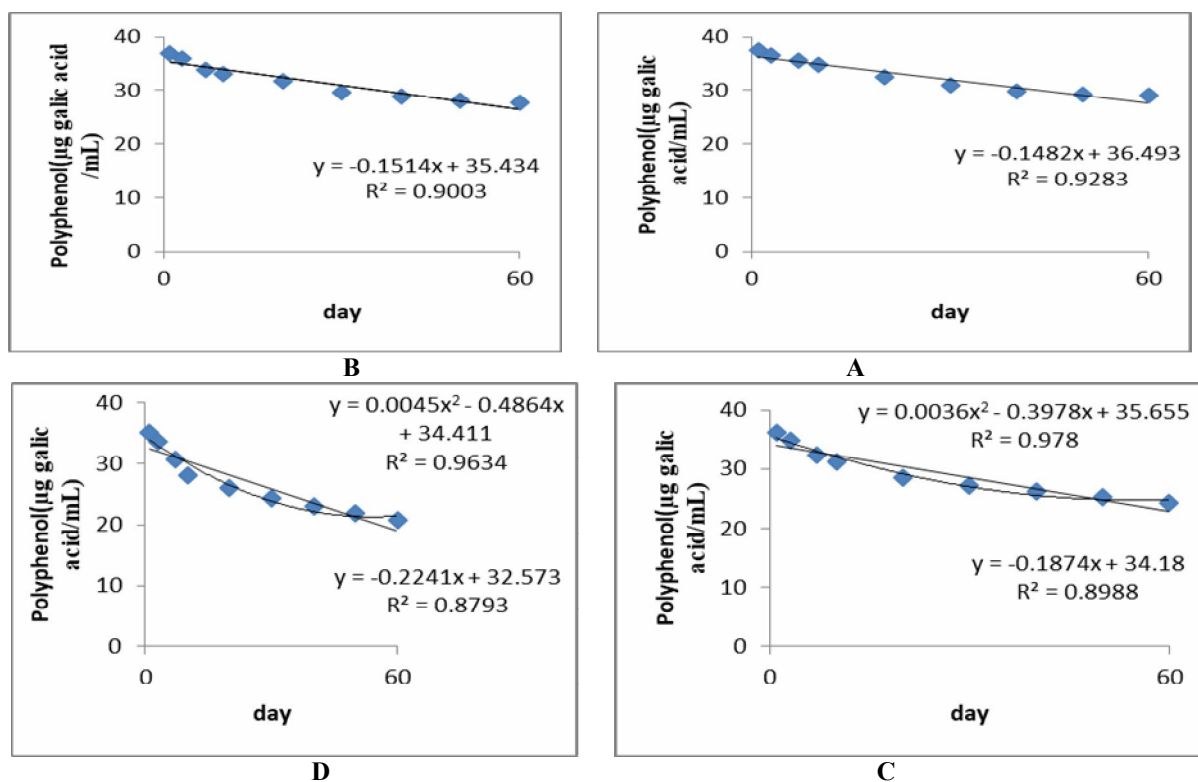 Polyphenol(µg galic acid
/mL)
40
30
20
10
0
y = -0.1514x + 35.434
R² = 0.9003
0
60
day
B
Polyphenol(µg galic
acid/mL)
40
30
20
10
0
y = -0.1482x + 36.493
R² = 0.9283
0
60
day
A
Polyphenol(µg galic
acid/mL)
40
30
20
10
0
y = 0.0045x² - 0.4864x
+ 34.411
R² = 0.9634
y = -0.2241x + 32.573
R² = 0.8793
0
60
day
D
Polyphenol(µg galic
acid/mL)
40
30
20
10
0
y = 0.0036x² - 0.3978x + 35.655
R² = 0.978
y = -0.1874x + 34.18
R² = 0.8988
0
60
day
C